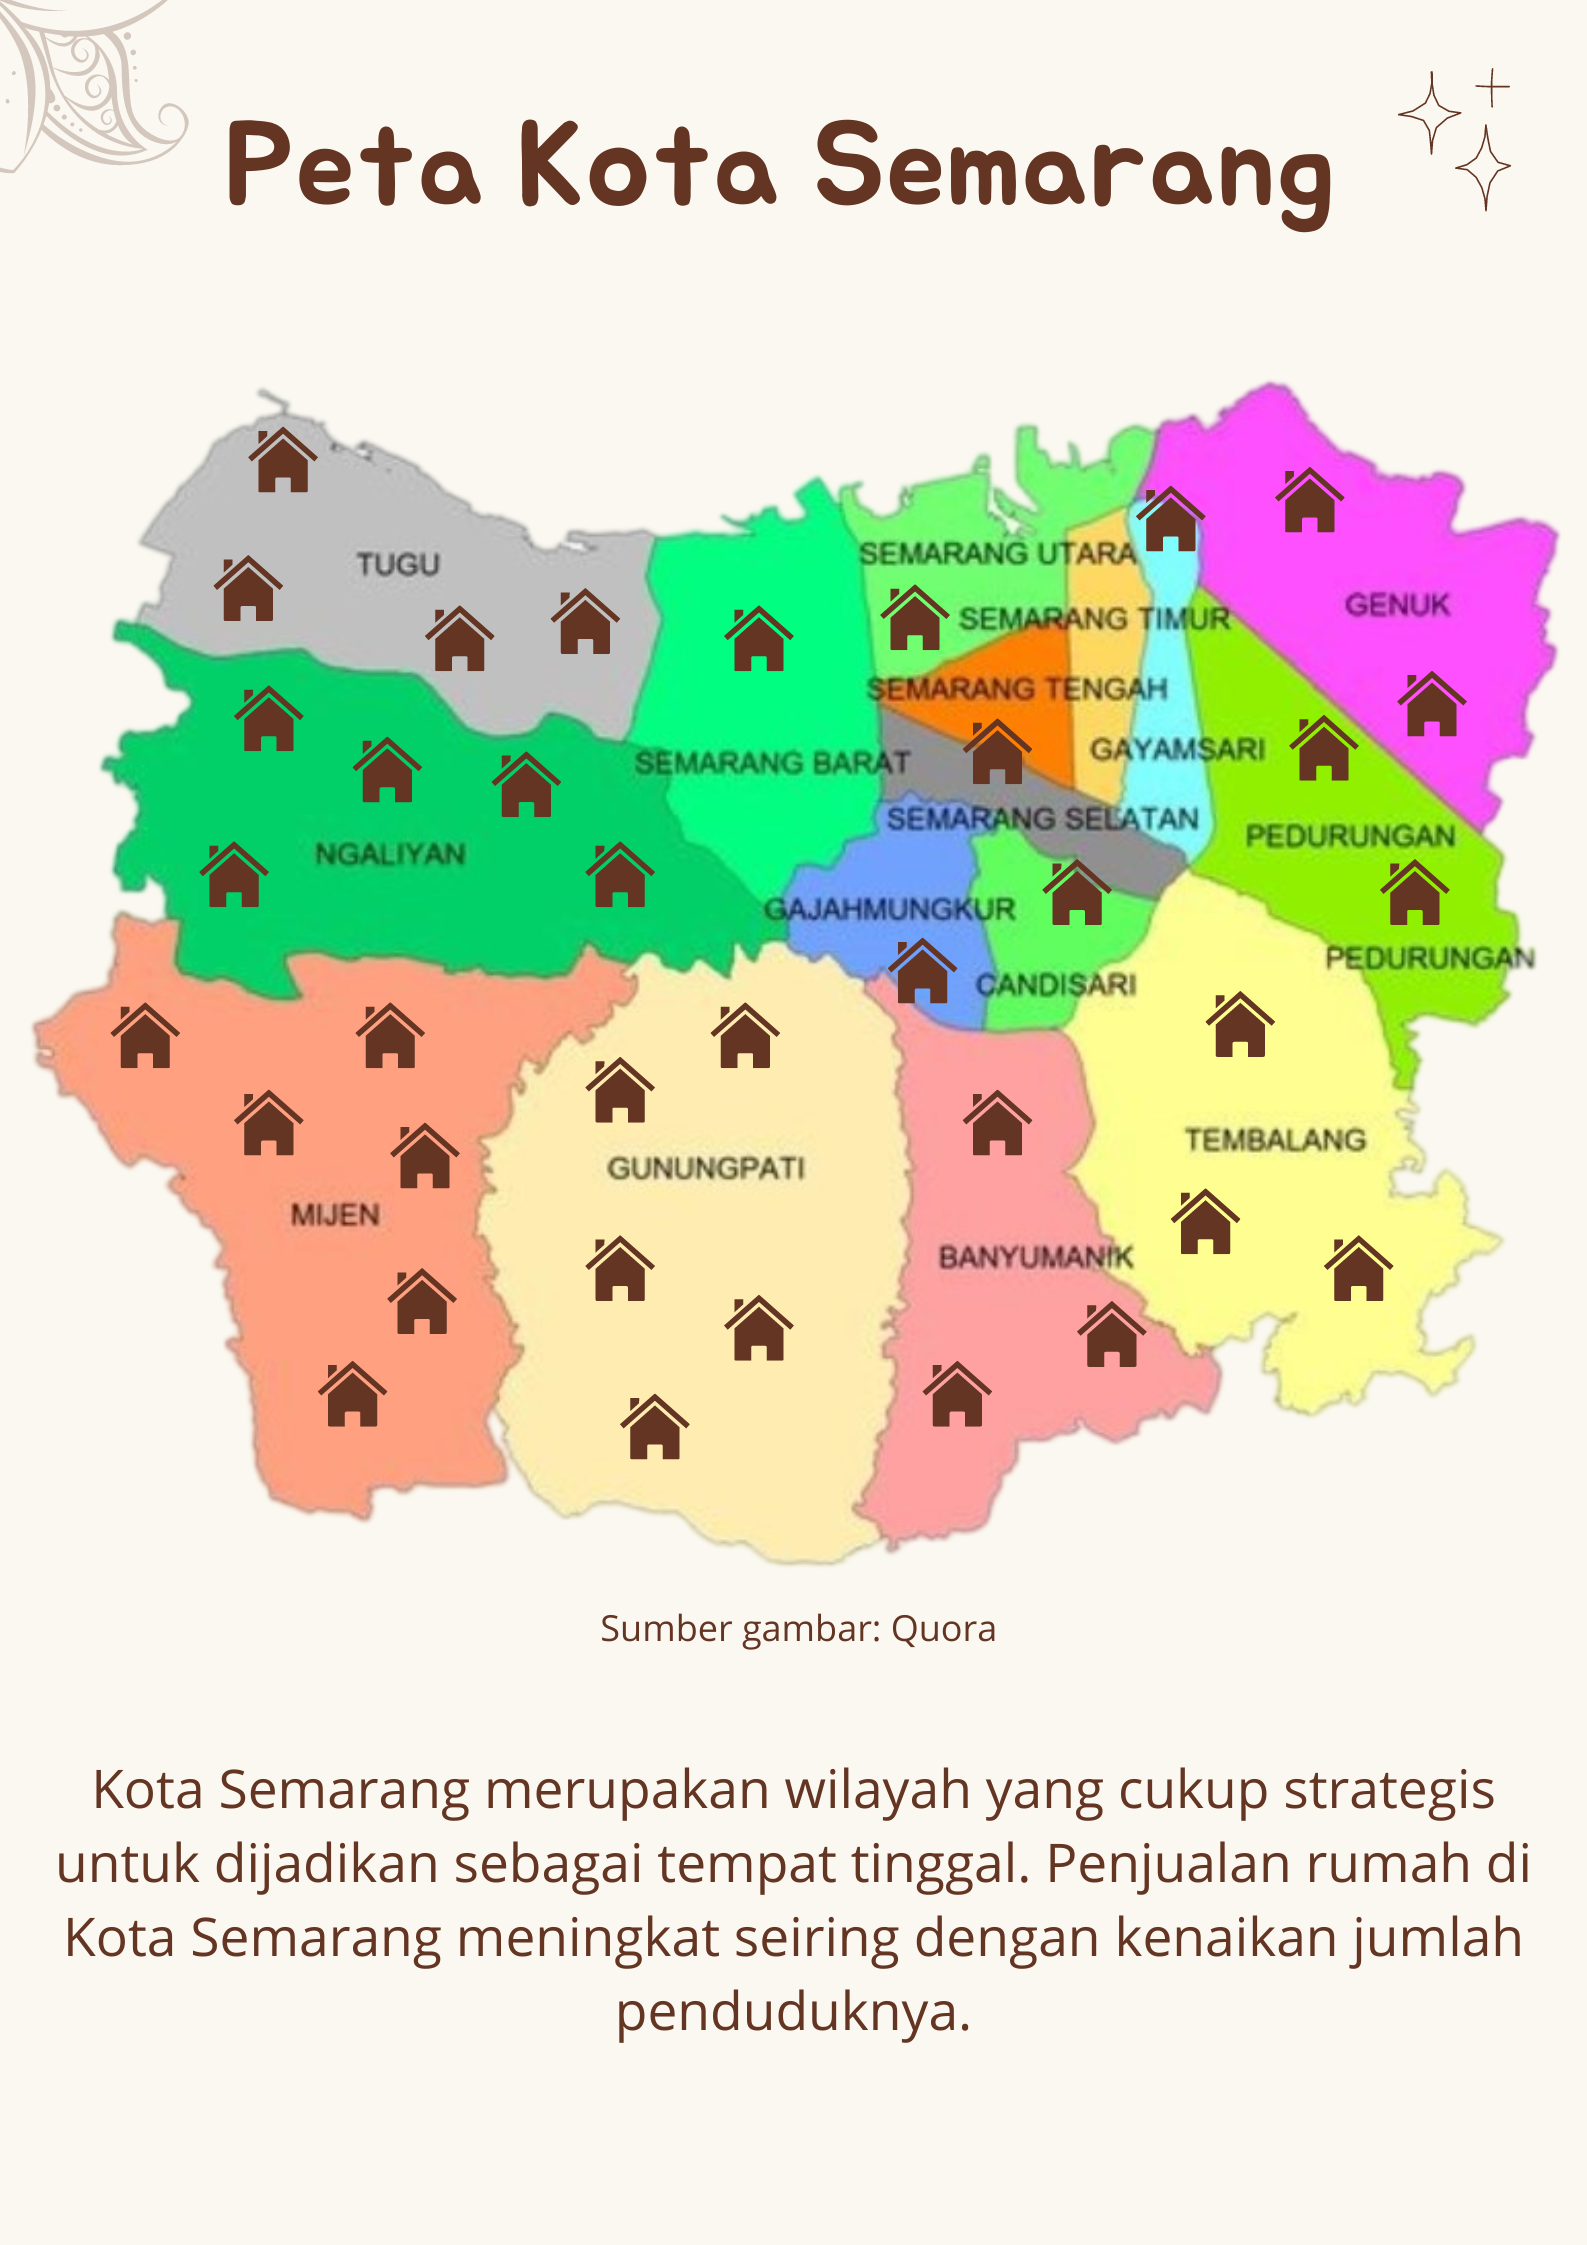 Peta Kota Semarang
TUGU
SEMARANG UTARA
GENUK
SEMARANG TIMUR
SEMARANG TENGAH
GAYAMSARI
SEMARANG BARAT
SEMARANG SELATAN
PEDURUNGAN
NGALIYAN
GAJAHMUNGKUR
PEDURUNGAN
CANDISARI
TEMBALANG
GUNUNGPATI
MIJEN
BANYUMANIK
Sumber gambar: Quora
Kota Semarang merupakan wilayah yang cukup strategis
untuk dijadikan sebagai tempat tinggal. Penjualan rumah di
Kota Semarang meningkat seiring dengan kenaikan jumlah
penduduknya.